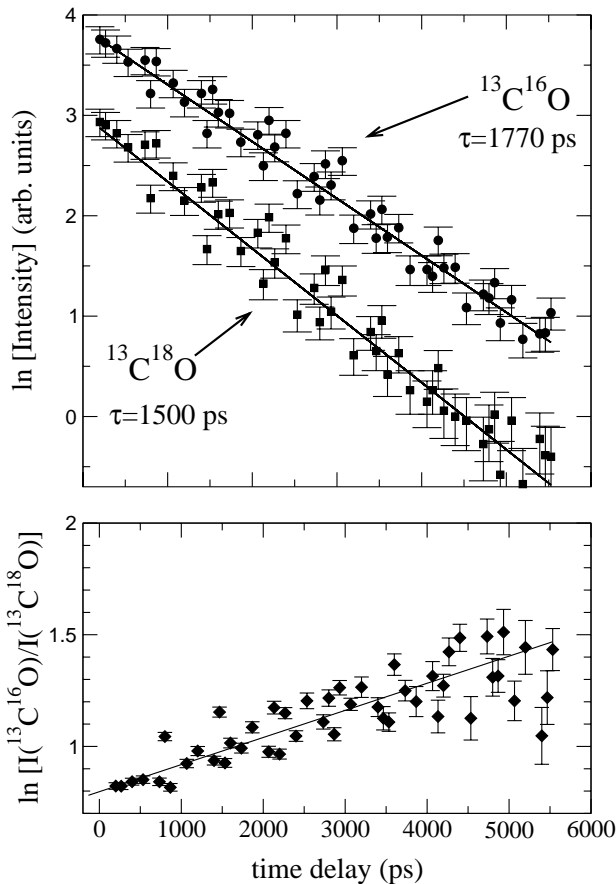 4
3
2
1
0
ln [Intensity] (arb. units)
¹³C¹⁶O
τ=1770 ps
¹³C¹⁸O
τ=1500 ps
2
1.5
1
ln [I(¹³C¹⁶O)/I(¹³C¹⁸O)]
0 1000 2000 3000 4000 5000 6000
time delay (ps)